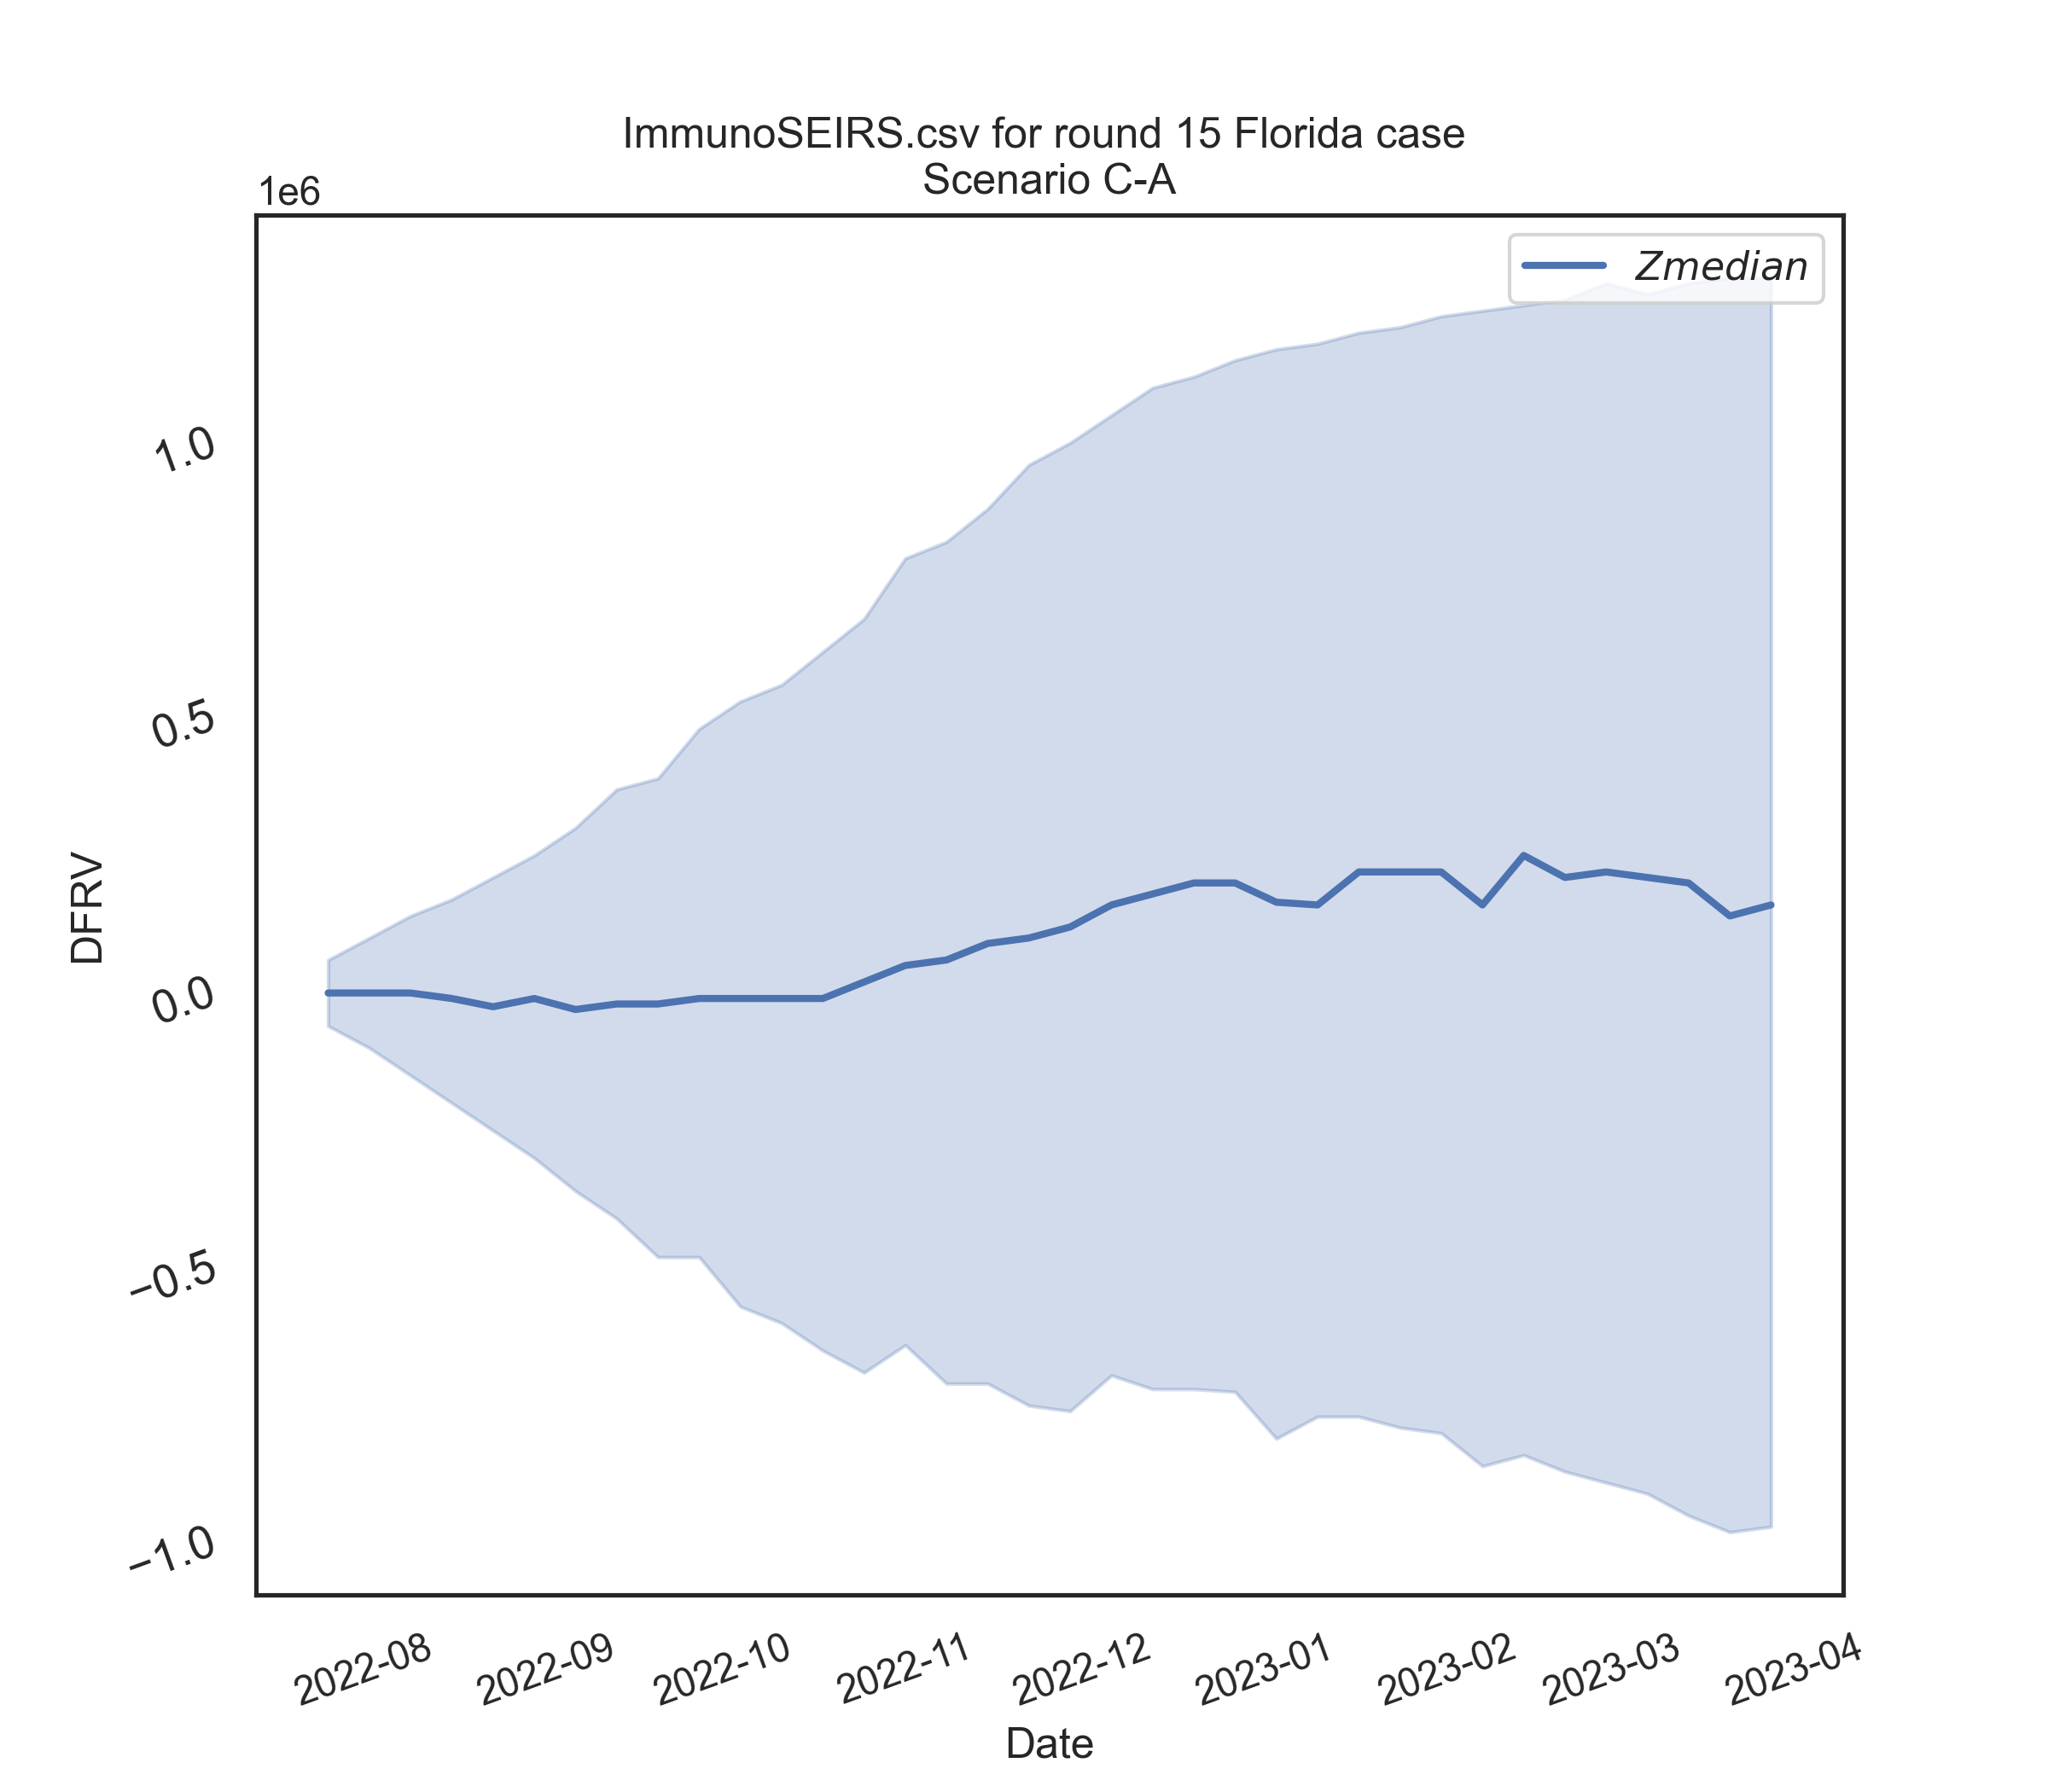 ImmunoSEIRS.csv for round 15 Florida case
Scenario C-A
1e6
Zmedian
1.0
0.5
0.0
−0.5
−1.0
DFRV
2022-08
2022-09
2022-10
2022-11
2022-12
2023-01
2023-02
2023-03
2023-04
Date